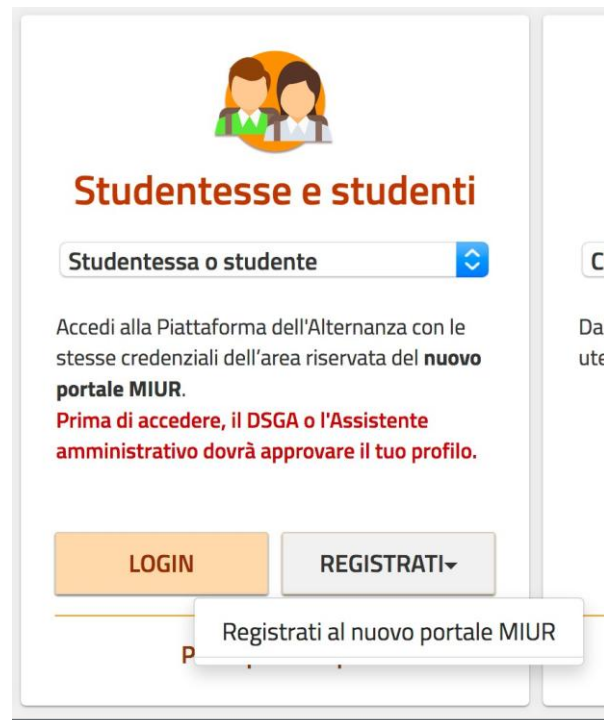 Studentesse e studenti
Studentessa o studente
Accedi alla Piattaforma dell'Alternanza con le
stesse credenziali dell'area riservata del nuovo
portale MIUR.
Prima di accedere, il DSGA o l'Assistente
amministrativo dovrà approvare il tuo profilo.
LOGIN
REGISTRATI
Registrati al nuovo portale MIUR